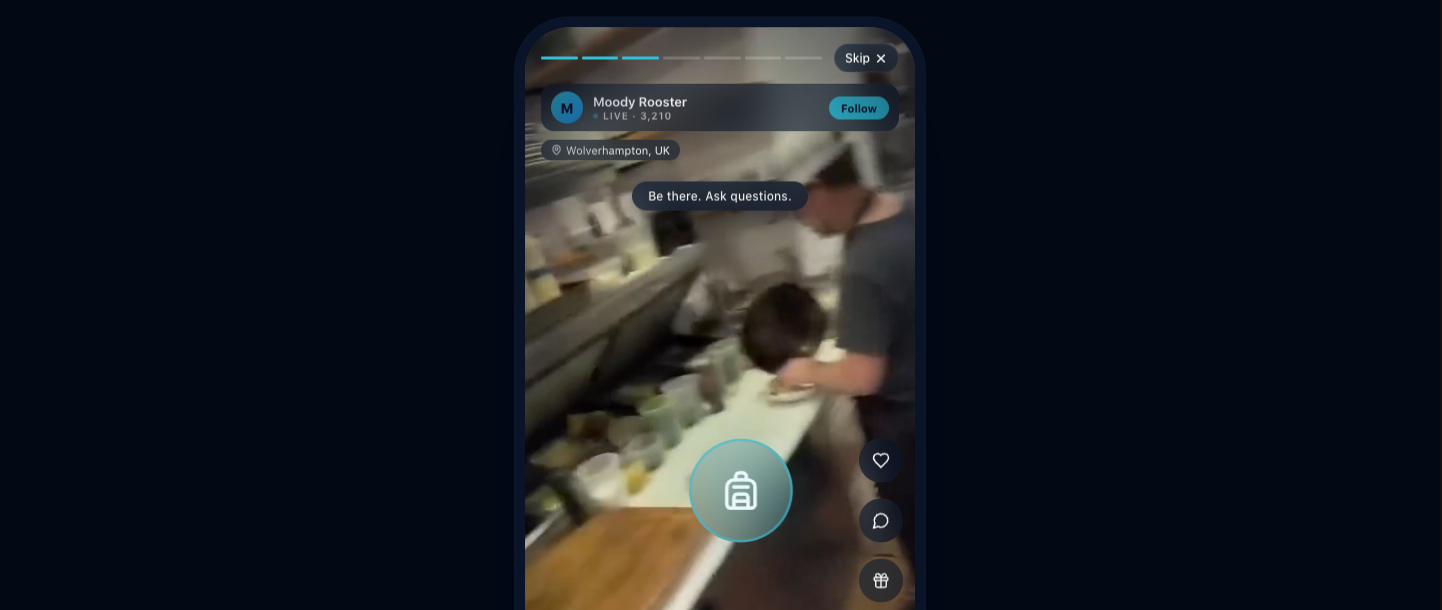 Skip
M
Moody Rooster
LIVE · 3,210
Follow
Wolverhampton, UK
Be there. Ask questions.